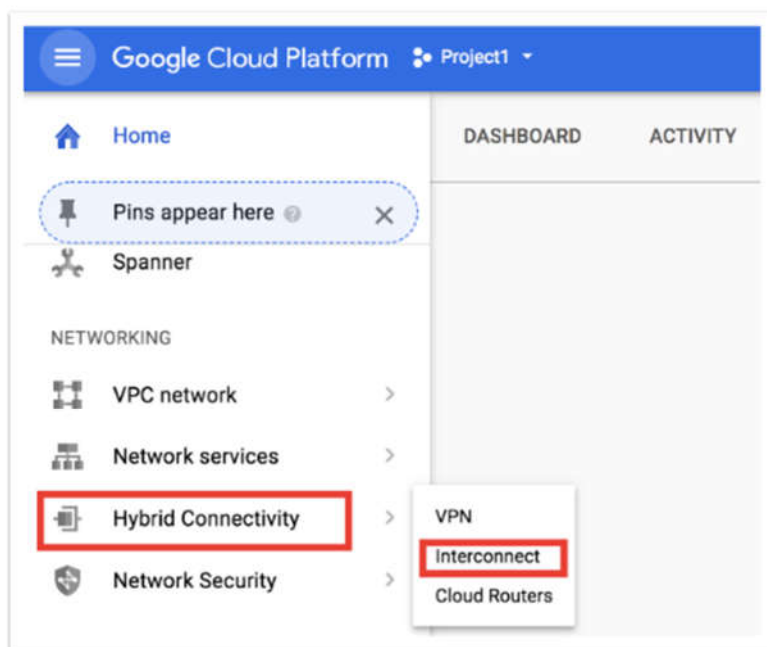 Google Cloud Platform Project1
Home
DASHBOARD ACTIVITY
Pins appear here
Spanner
NETWORKING
VPC network
Network services
Hybrid Connectivity
VPN
Interconnect
Cloud Routers
Network Security